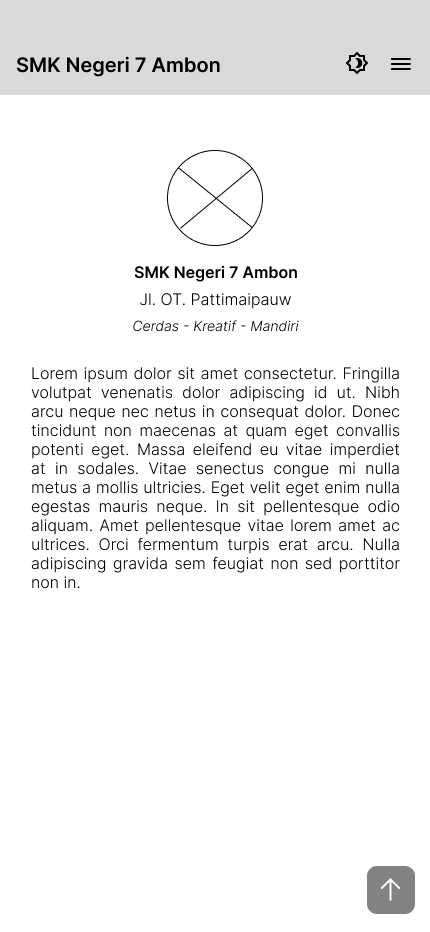 SMK Negeri 7 Ambon
SMK Negeri 7 Ambon
Jl. OT. Pattimaipauw
Cerdas - Kreatif - Mandiri
Lorem ipsum dolor sit amet consectetur. Fringilla
volutpat venenatis dolor adipiscing id ut. Nibh
arcu neque nec netus in consequat dolor. Donec
tincidunt non maecenas at quam eget convallis
potenti eget. Massa eleifend eu vitae imperdiet
at in sodales. Vitae senectus congue mi nulla
metus a mollis ultricies. Eget velit eget enim nulla
egestas mauris neque. In sit pellentesque odio
aliquam. Amet pellentesque vitae lorem amet ac
ultrices. Orci fermentum turpis erat arcu. Nulla
adipiscing gravida sem feugiat non sed porttitor
non in.